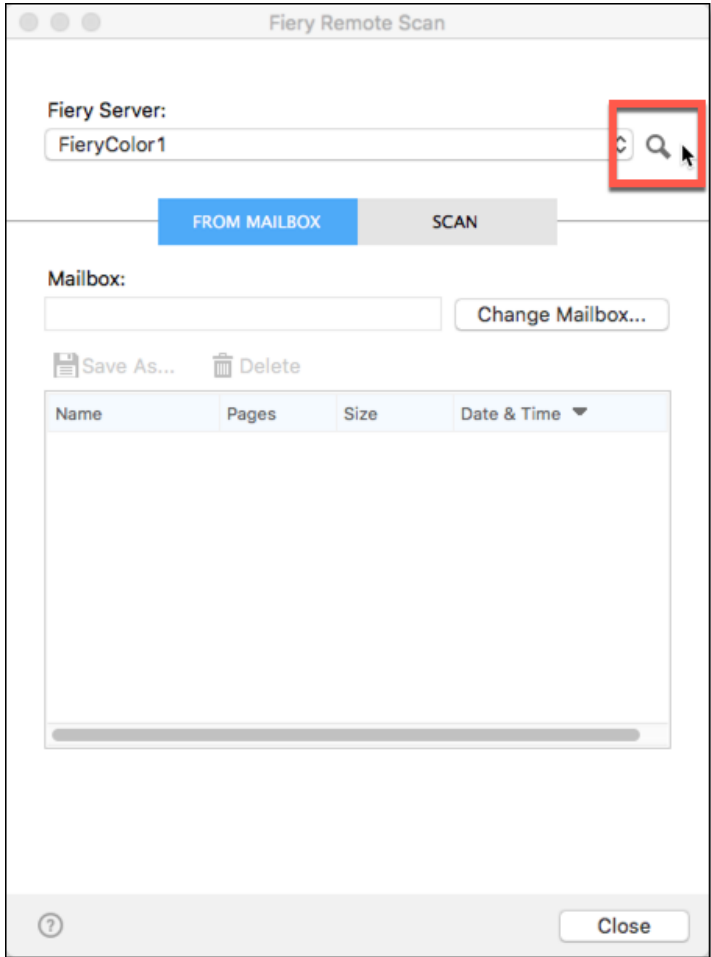 Fiery Remote Scan
Fiery Server:
FieryColor1
FROM MAILBOX SCAN
Mailbox:
Change Mailbox...
Save As... Delete
Name Pages Size Date & Time
? Close